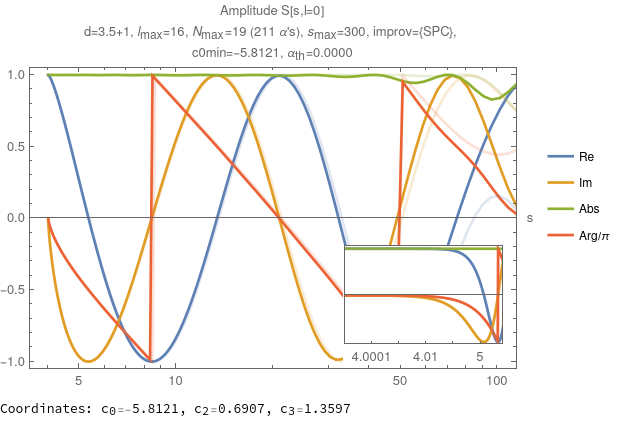 Amplitude S[s,l=0]
d=3.5+1, lmax=16, Nmax=19 (211 α's), smax=300, improv={SPC},
c0min=-5.8121, αth=0.0000
1.0
0.5
0.0
-0.5
-1.0
s
Re
Im
Abs
Arg/π
4.0001 4.01 5
5 10 50 100
Coordinates: c0=-5.8121, c2=0.6907, c3=1.3597